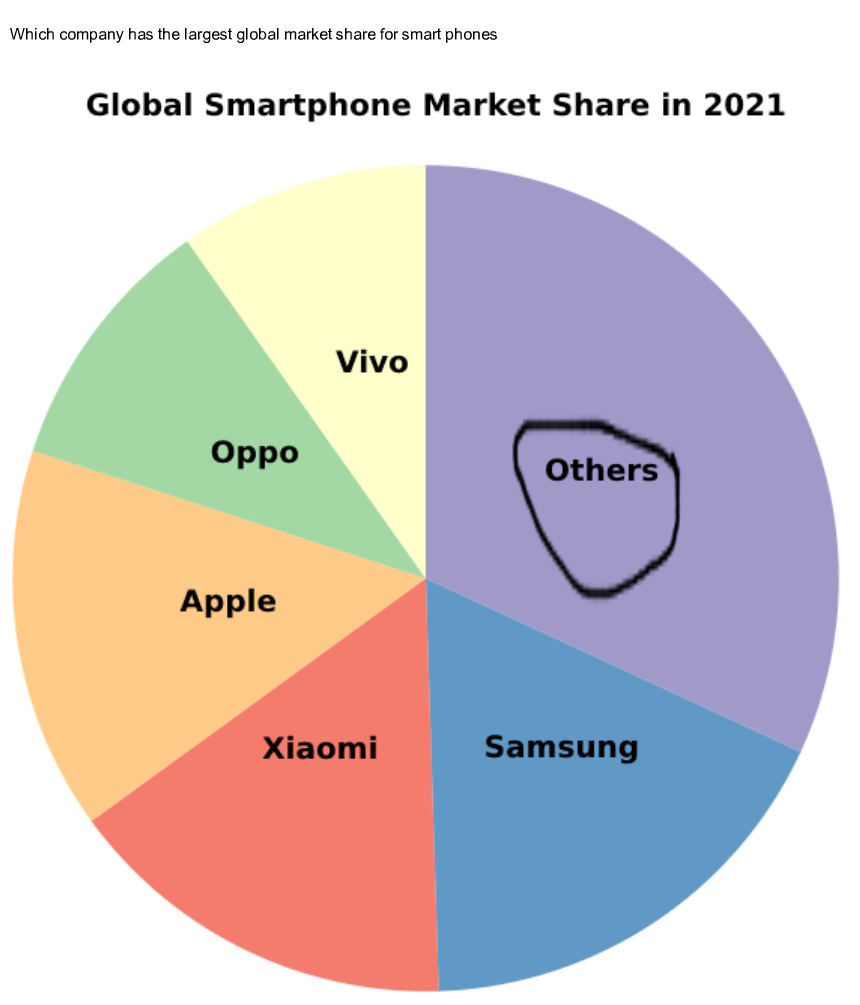 Which company has the largest global market share for smart phones
Global Smartphone Market Share in 2021
Vivo
Oppo
Others
Apple
Xiaomi
Samsung